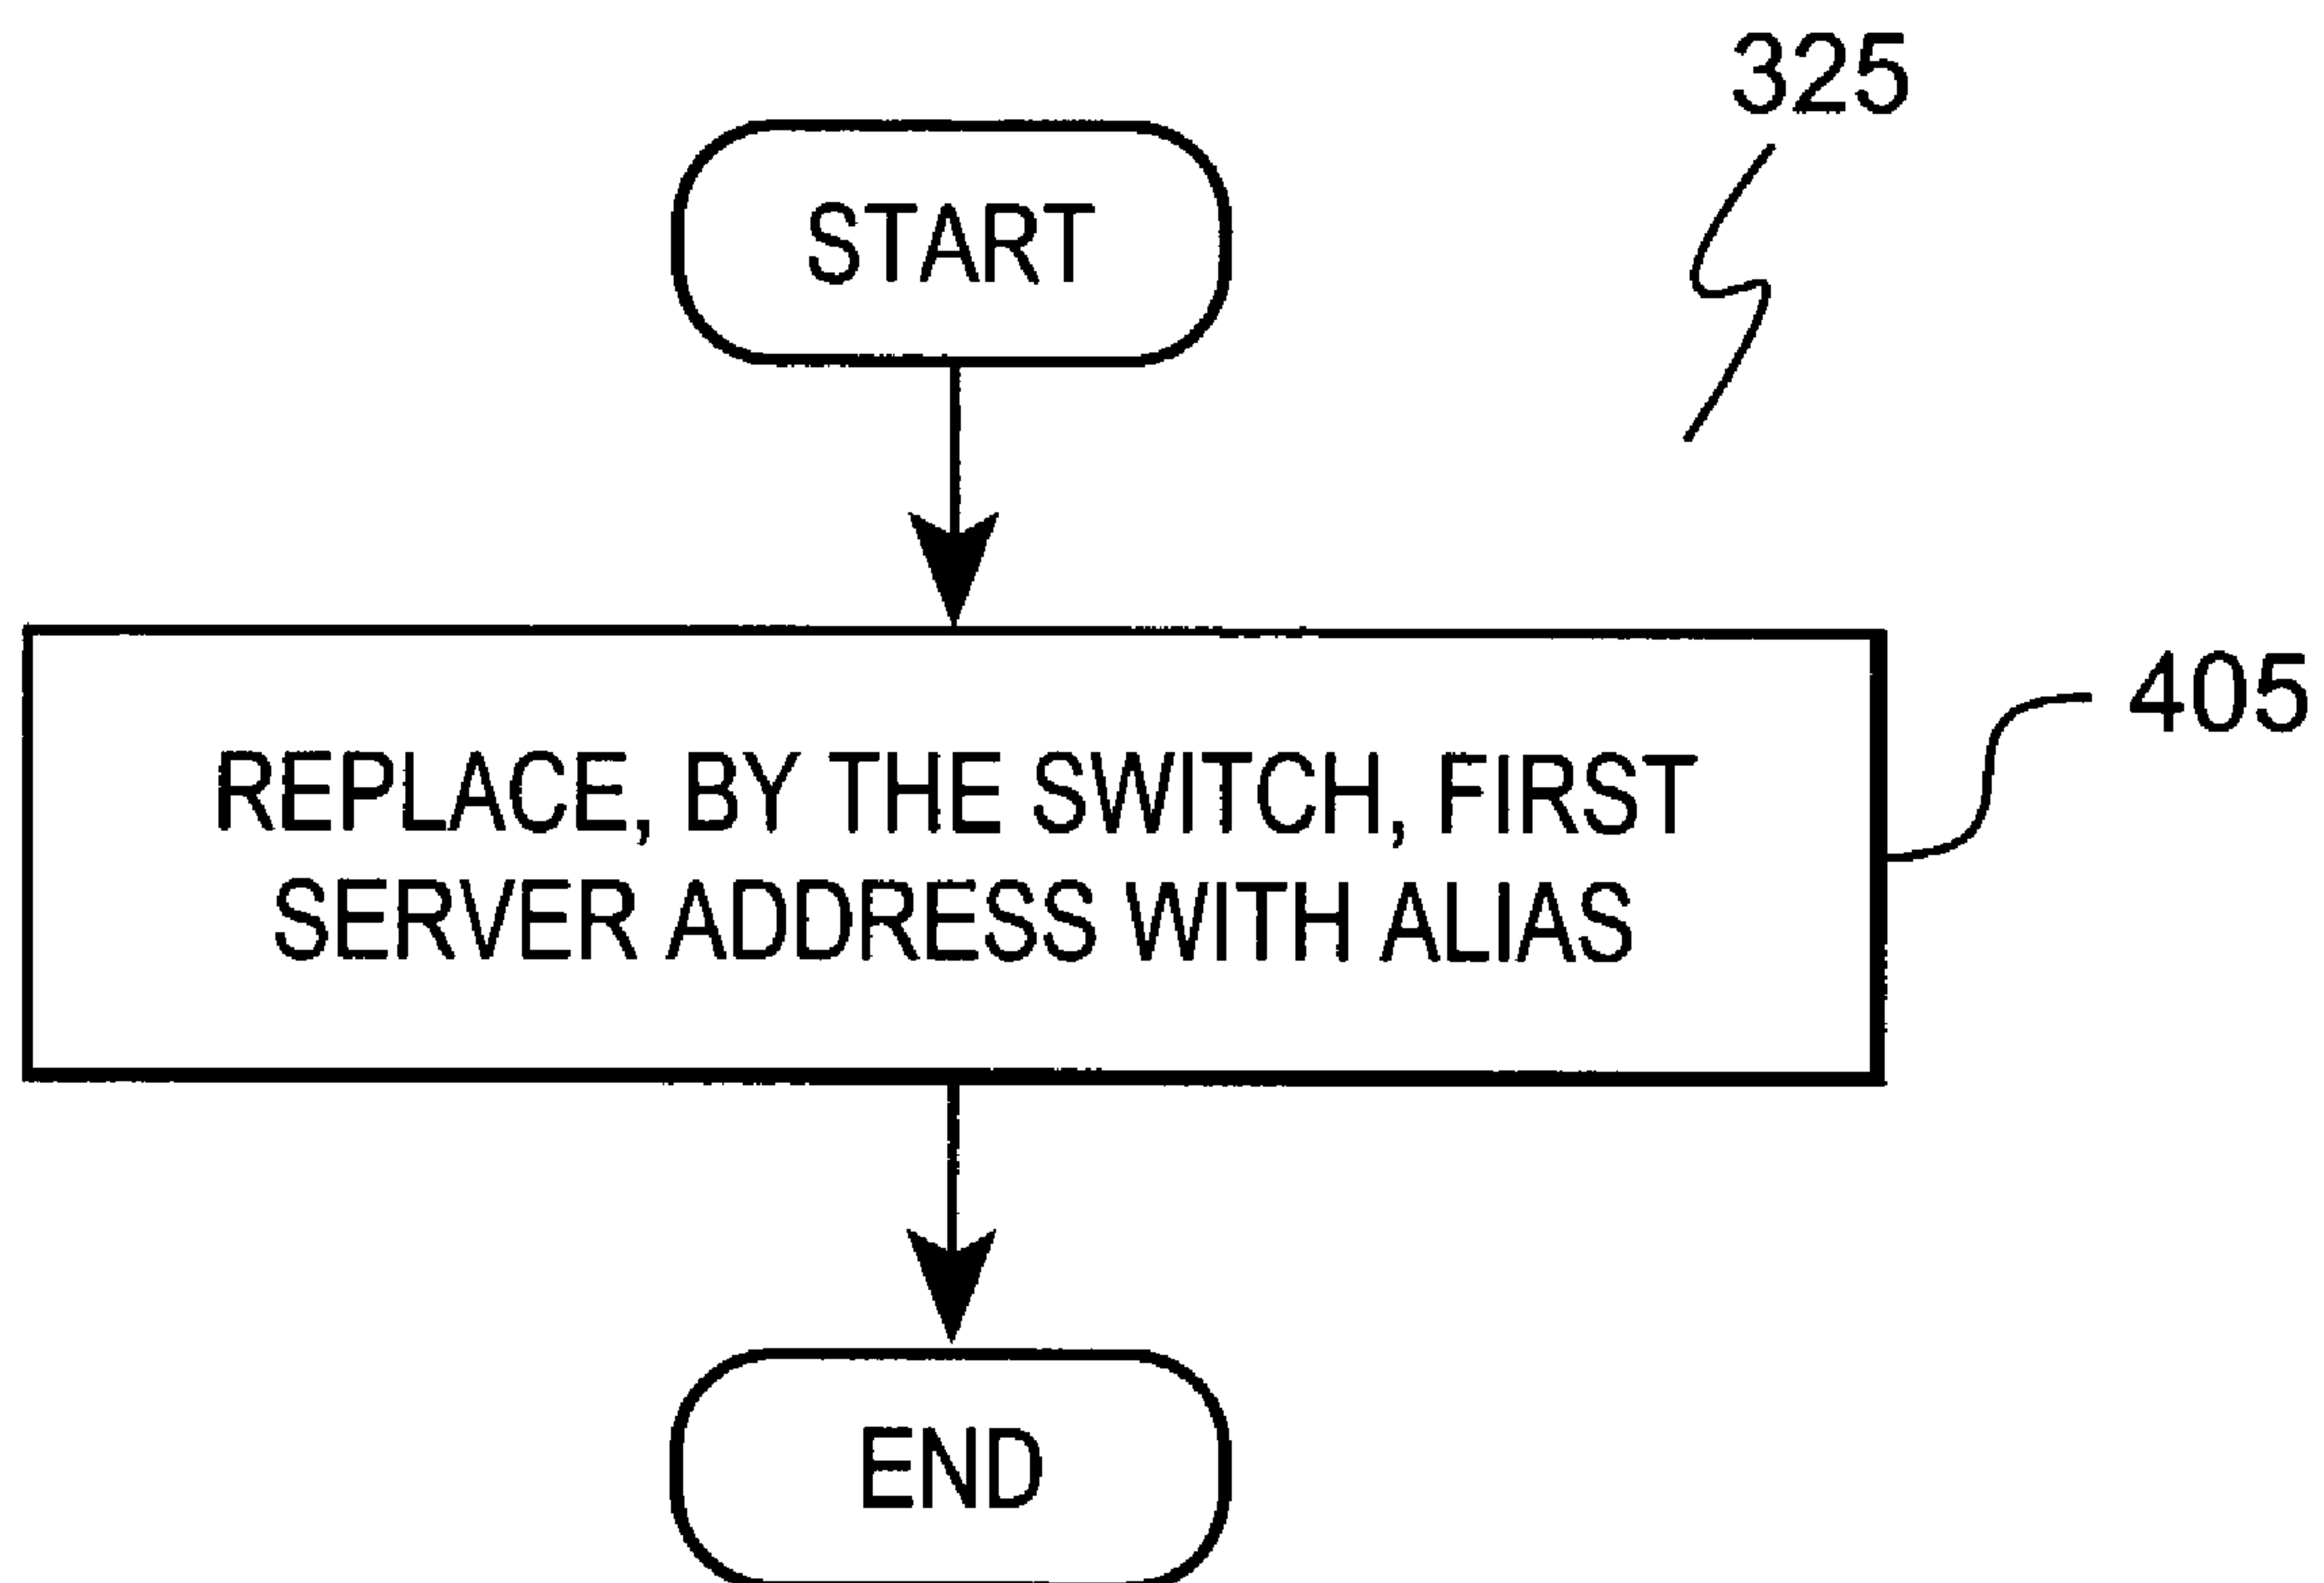 325
START
REPLACE, BY THE SWITCH, FIRST
SERVER ADDRESS WITH ALIAS
405
END